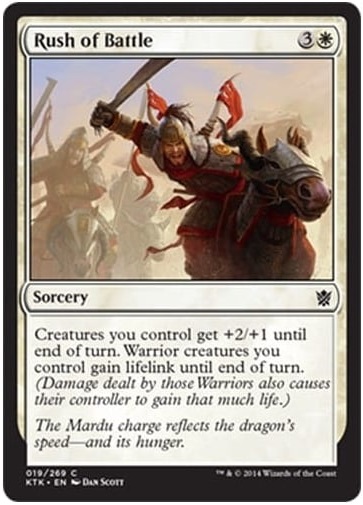 Rush of Battle 3
Sorcery
Creatures you control get +2/+1 until
end of turn. Warrior creatures you
control gain lifelink until end of turn.
(Damage dealt by those Warriors also causes
their controller to gain that much life.)
The Mardu charge reflects the dragon's
speed—and its hunger.
019/269 C
KTK • EN DAN SCOTT
™ & © 2014 Wizards of the Coast